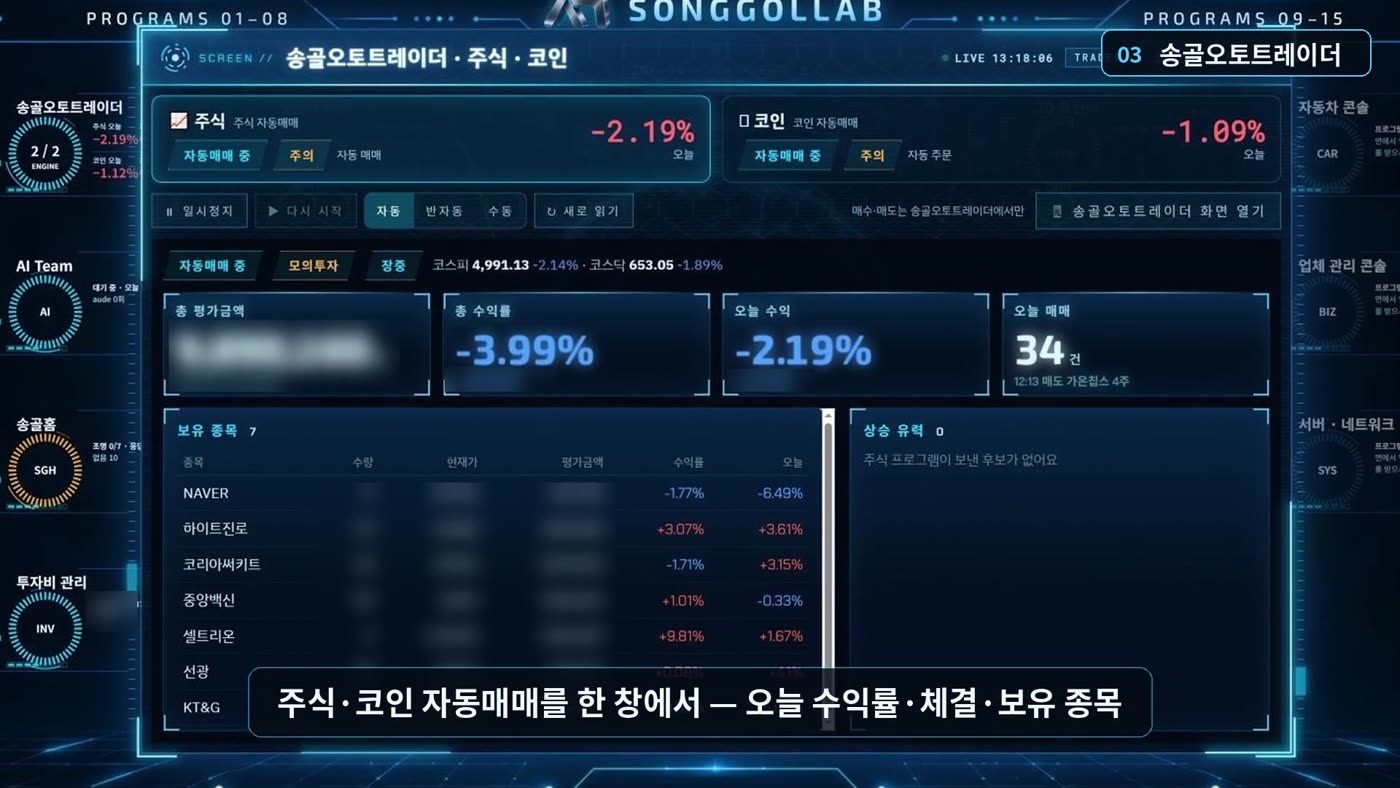 PROGRAMS 01–08
SONGGOLLAB
PROGRAMS 09–15
SCREEN //
송골오토트레이더 · 주식 · 코인
LIVE 13:18:06
03 송골오토트레이더
송골오토트레이더
2 / 2
ENGINE
주식 오늘
-2.19%
코인 오늘
-1.12%
AI Team
AI
대기 중 · 오늘
aude 0회
송골홈
SGH
조명 0/7 ·
없음 10
투자비 관리
INV
📈 주식 주식 자동매매
자동매매 중 주의 자동 매매
-2.19%
오늘
코인 코인 자동매매
자동매매 중 주의 자동 주문
-1.09%
오늘
⏸ 일시정지
▶ 다시 시작
자동 반자동 수동
↻ 새로 읽기
매수·매도는 송골오토트레이더에서만
송골오토트레이더 화면 열기
자동매매 중 모의투자 장중 코스피 4,991.13 -2.14% · 코스닥 653.05 -1.89%
총 평가금액
총 수익률
-3.99%
오늘 수익
-2.19%
오늘 매매
34 건
12:13 매도 가온칩스 4주
보유 종목 7
종목 수량 현재가 평가금액 수익률 오늘
NAVER -1.77% -6.49%
하이트진로 +3.07% +3.61%
코리아써키트 -1.71% +3.15%
중앙백신 +1.01% -0.33%
셀트리온 +9.81% +1.67%
선광
KT&G
상승 유력 0
주식 프로그램이 보낸 후보가 없어요
자동차 콘솔
CAR
업체 관리 콘솔
BIZ
서버 · 네트워크
SYS
주식·코인 자동매매를 한 창에서 — 오늘 수익률·체결·보유 종목